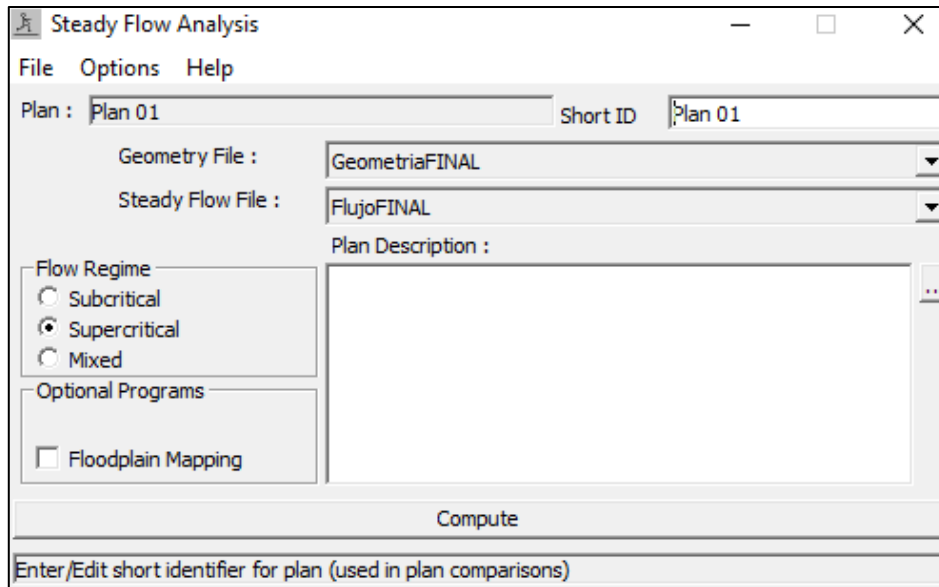 Steady Flow Analysis
File Options Help
Plan : Plan 01 Short ID Plan 01
Geometry File : GeometriaFINAL
Steady Flow File : FlujoFINAL
Plan Description :
Flow Regime
Subcritical
Supercritical
Mixed
Optional Programs
Floodplain Mapping
..
Compute
Enter/Edit short identifier for plan (used in plan comparisons)